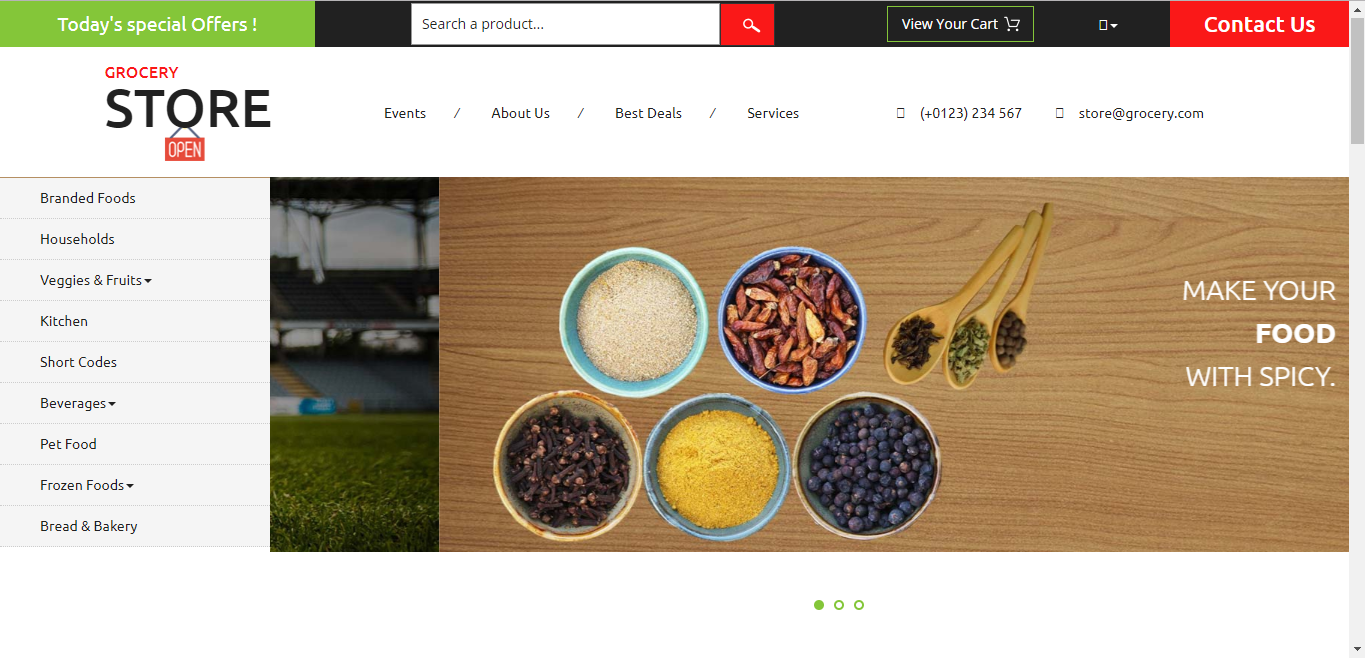 Today's special Offers !
Search a product...
View Your Cart
Contact Us
GROCERY
STORE
OPEN
Events / About Us / Best Deals / Services
(+0123) 234 567
store@grocery.com
Branded Foods
Households
Veggies & Fruits
Kitchen
Short Codes
Beverages
Pet Food
Frozen Foods
Bread & Bakery
MAKE YOUR
FOOD
WITH SPICY.